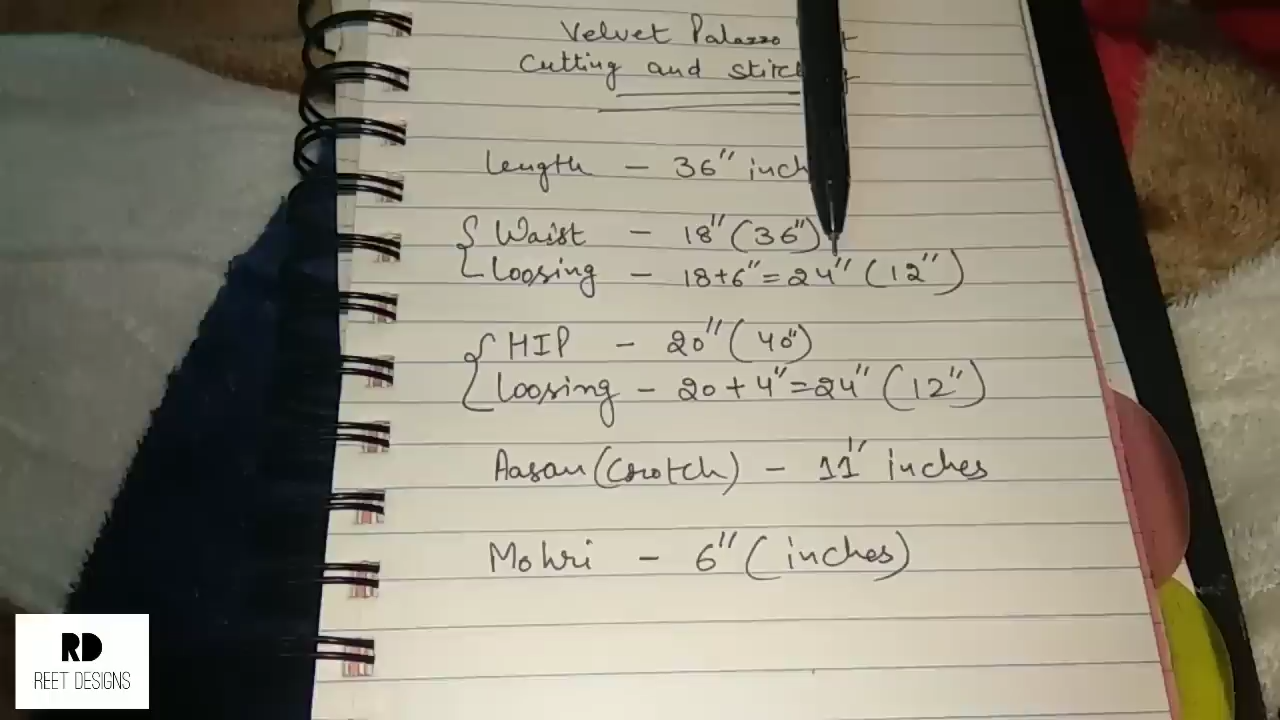 Velvet Palazzo
Cutting and
Length - 36" inch
Waist - 18" (36")
Loosing - 18+6" = 24" (12")
HIP - 20" (40")
Loosing - 20 + 4" = 24" (12")
Aasan (Crotch) - 11" inches
Mohri - 6" (inches)
RD
REET DESIGNS